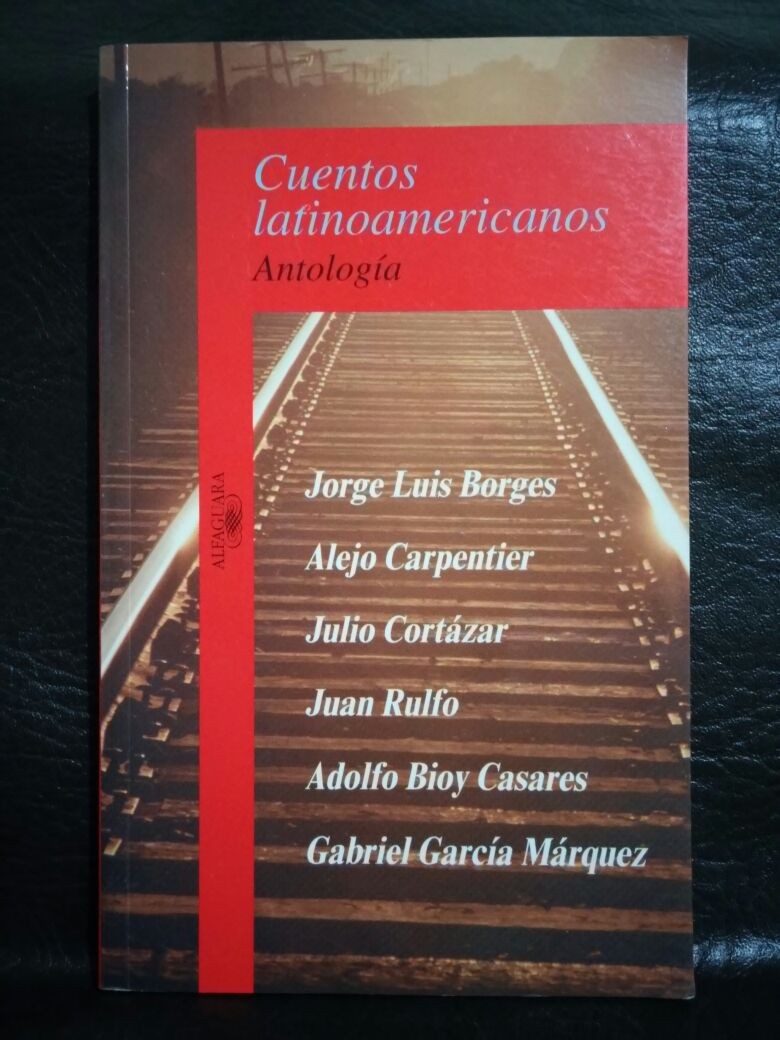 Cuentos
latinoamericanos
Antología
ALFAGUARA
Jorge Luis Borges
Alejo Carpentier
Julio Cortázar
Juan Rulfo
Adolfo Bioy Casares
Gabriel García Márquez